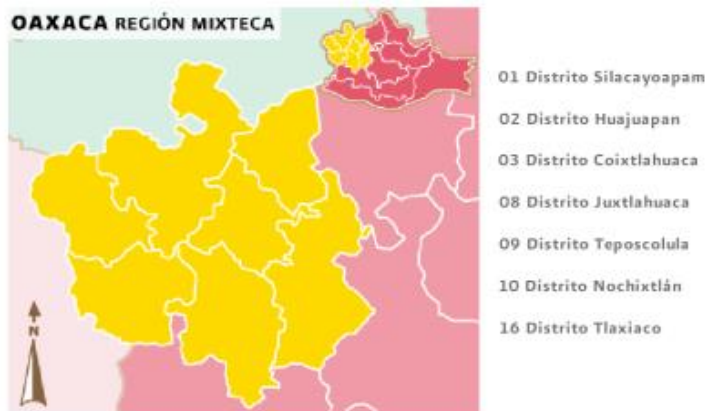 OAXACA REGIÓN MIXTECA
01 Distrito Silacayoapam
02 Distrito Huajuapan
03 Distrito Coixtlahuaca
08 Distrito Juxtlahuaca
09 Distrito Teposcolula
10 Distrito Nochixtlán
16 Distrito Tlaxiaco
N